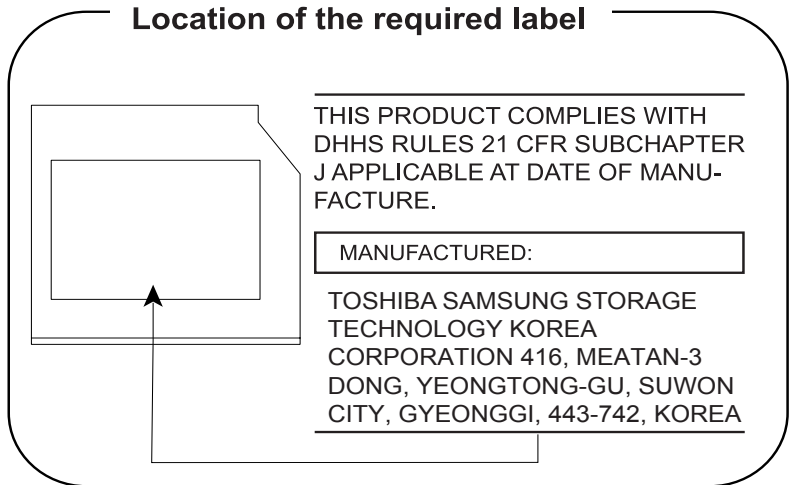 Location of the required label
THIS PRODUCT COMPLIES WITH
DHHS RULES 21 CFR SUBCHAPTER
J APPLICABLE AT DATE OF MANU-
FACTURE.
MANUFACTURED:
TOSHIBA SAMSUNG STORAGE
TECHNOLOGY KOREA
CORPORATION 416, MEATAN-3
DONG, YEONGTONG-GU, SUWON
CITY, GYEONGGI, 443-742, KOREA